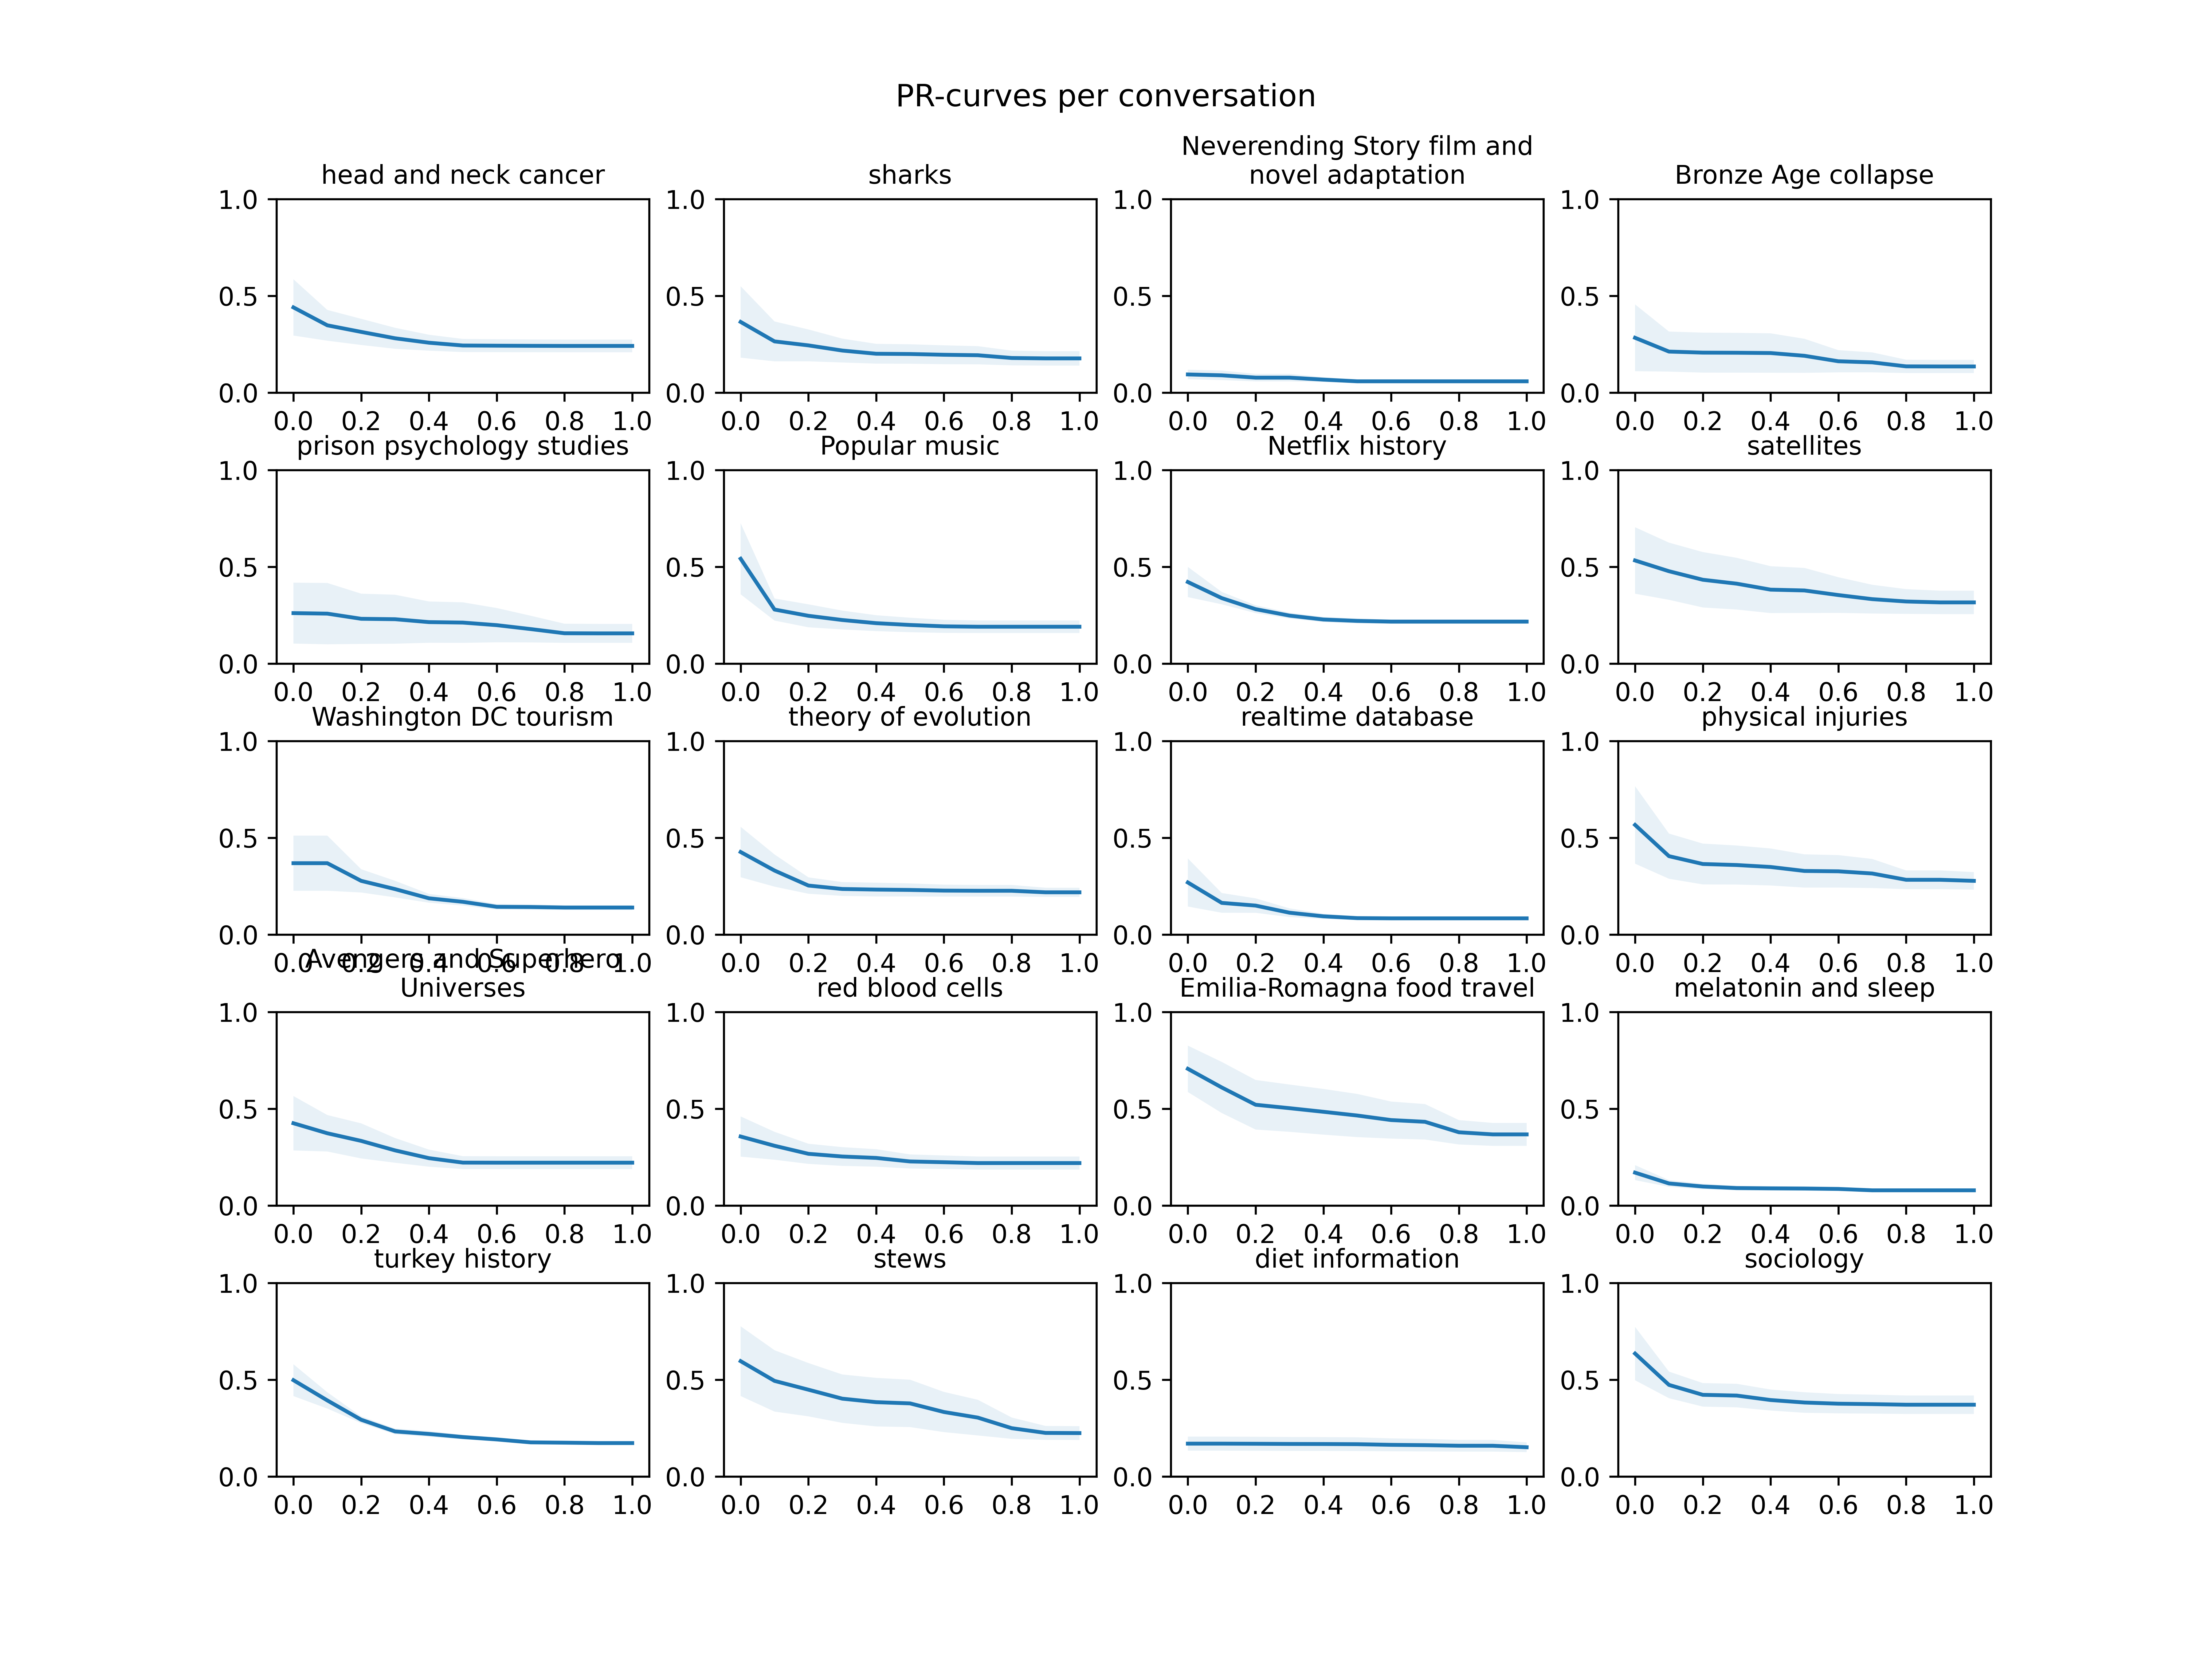 PR-curves per conversation
head and neck cancer
sharks
Neverending Story film and
novel adaptation
Bronze Age collapse
1.0
0.5
0.0
0.0 0.2 0.4 0.6 0.8 1.0
1.0
0.5
0.0
0.0 0.2 0.4 0.6 0.8 1.0
1.0
0.5
0.0
0.0 0.2 0.4 0.6 0.8 1.0
1.0
0.5
0.0
0.0 0.2 0.4 0.6 0.8 1.0
prison psychology studies
Popular music
Netflix history
satellites
1.0
0.5
0.0
0.0 0.2 0.4 0.6 0.8 1.0
1.0
0.5
0.0
0.0 0.2 0.4 0.6 0.8 1.0
1.0
0.5
0.0
0.0 0.2 0.4 0.6 0.8 1.0
1.0
0.5
0.0
0.0 0.2 0.4 0.6 0.8 1.0
Washington DC tourism
theory of evolution
realtime database
physical injuries
1.0
0.5
0.0
0.0 0.2 0.4 0.6 0.8 1.0
1.0
0.5
0.0
0.0 0.2 0.4 0.6 0.8 1.0
1.0
0.5
0.0
0.0 0.2 0.4 0.6 0.8 1.0
1.0
0.5
0.0
0.0 0.2 0.4 0.6 0.8 1.0
Avengers and Superhero
Universes
red blood cells
Emilia-Romagna food travel
melatonin and sleep
1.0
0.5
0.0
0.0 0.2 0.4 0.6 0.8 1.0
1.0
0.5
0.0
0.0 0.2 0.4 0.6 0.8 1.0
1.0
0.5
0.0
0.0 0.2 0.4 0.6 0.8 1.0
1.0
0.5
0.0
0.0 0.2 0.4 0.6 0.8 1.0
turkey history
stews
diet information
sociology
1.0
0.5
0.0
0.0 0.2 0.4 0.6 0.8 1.0
1.0
0.5
0.0
0.0 0.2 0.4 0.6 0.8 1.0
1.0
0.5
0.0
0.0 0.2 0.4 0.6 0.8 1.0
1.0
0.5
0.0
0.0 0.2 0.4 0.6 0.8 1.0